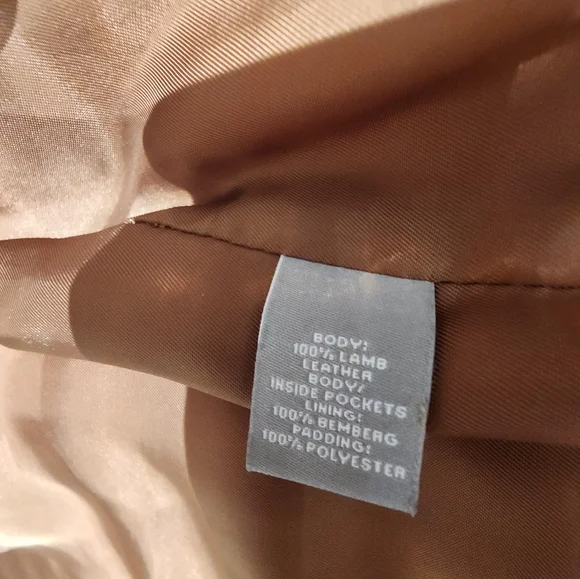 BODY:
100% LAMB
LEATHER
BODY/
INSIDE POCKETS
LINING:
100% BEMBERG
PADDING:
100% POLYESTER